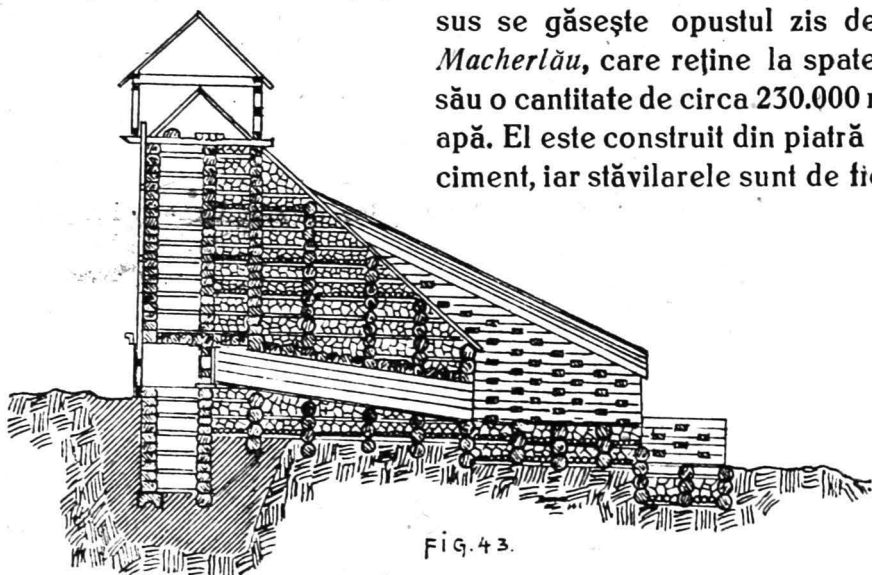 sus se găsește opustul zis de
Macherlău, care reține la spate
său o cantitate de circa 230.000
apă. El este construit din piatră
ciment, iar stăvilarele sunt de
FIG. 43.